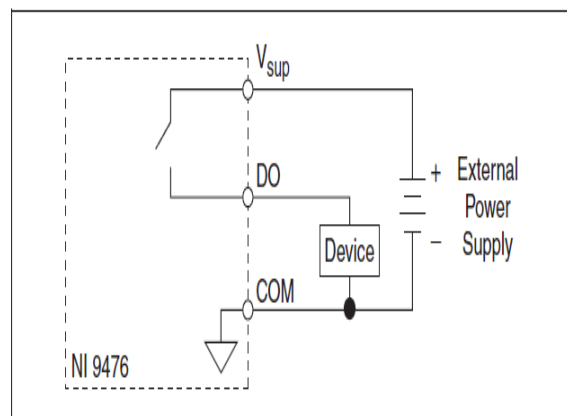 Vsup
DO
Device
COM
NI 9476
+ External
Power
− Supply